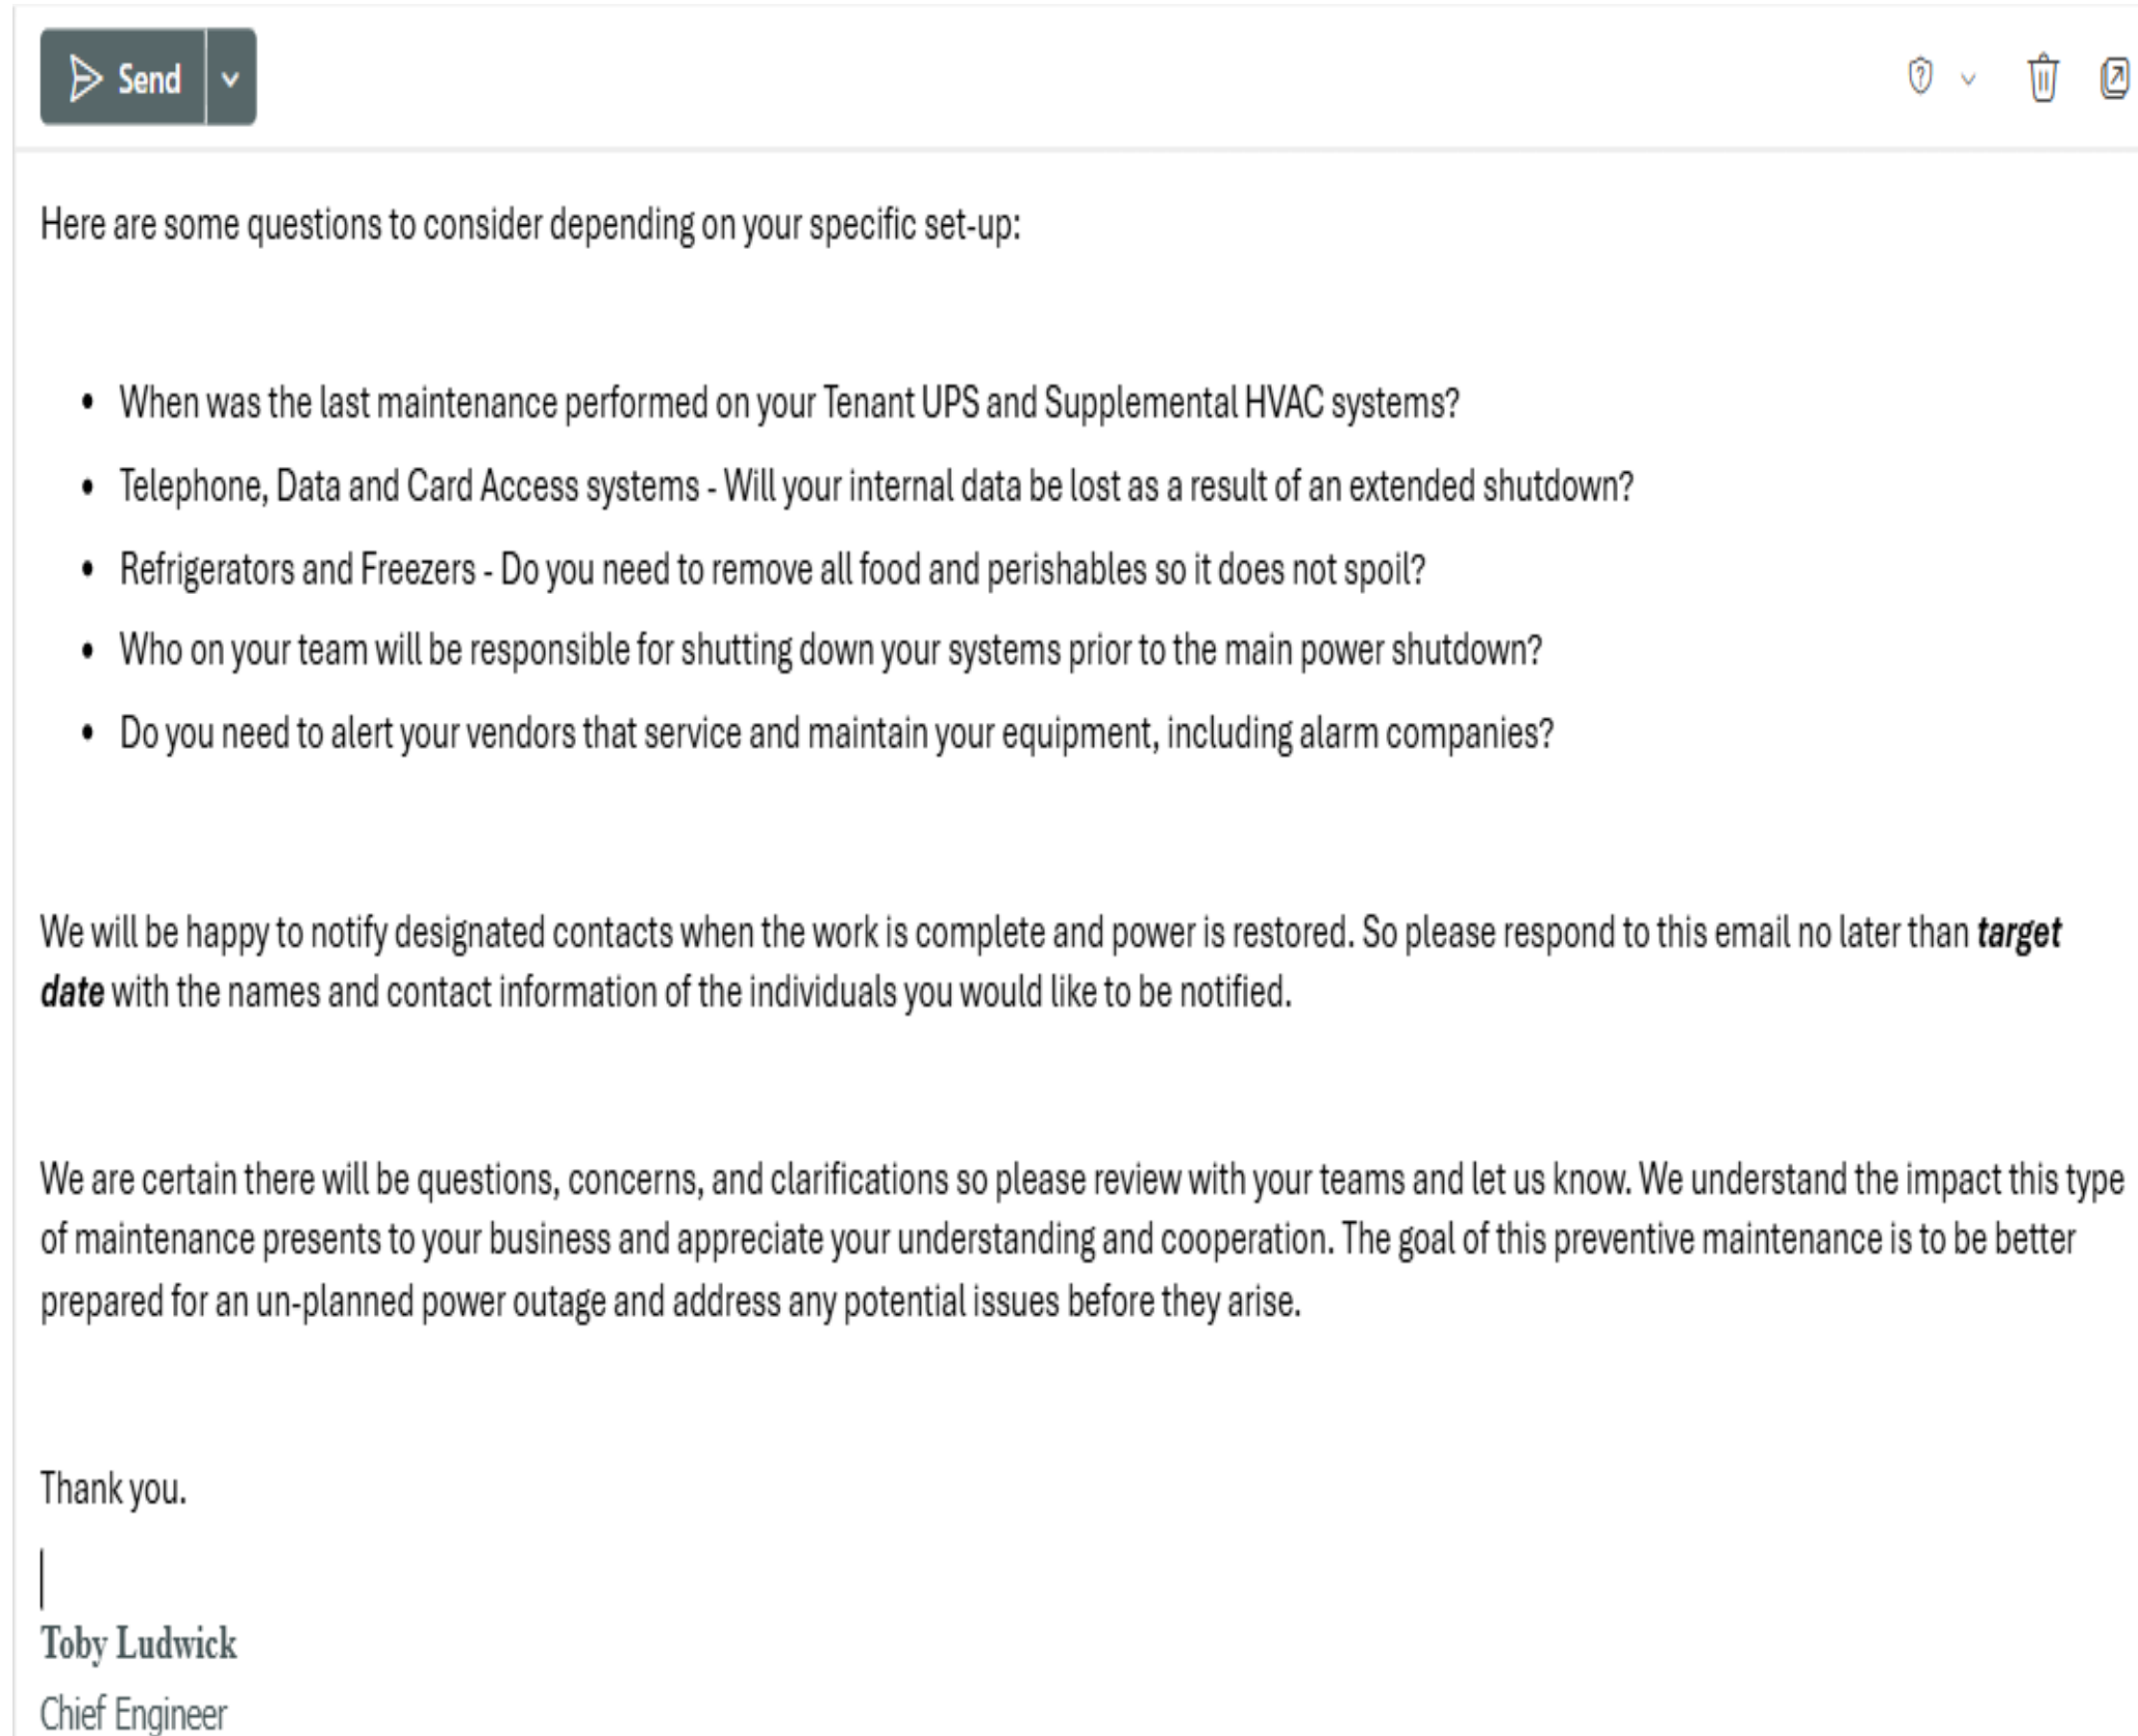 Send
Here are some questions to consider depending on your specific set-up:
• When was the last maintenance performed on your Tenant UPS and Supplemental HVAC systems?
• Telephone, Data and Card Access systems - Will your internal data be lost as a result of an extended shutdown?
• Refrigerators and Freezers - Do you need to remove all food and perishables so it does not spoil?
• Who on your team will be responsible for shutting down your systems prior to the main power shutdown?
• Do you need to alert your vendors that service and maintain your equipment, including alarm companies?
We will be happy to notify designated contacts when the work is complete and power is restored. So please respond to this email no later than target
date with the names and contact information of the individuals you would like to be notified.
We are certain there will be questions, concerns, and clarifications so please review with your teams and let us know. We understand the impact this type
of maintenance presents to your business and appreciate your understanding and cooperation. The goal of this preventive maintenance is to be better
prepared for an un-planned power outage and address any potential issues before they arise.
Thank you.
Toby Ludwick
Chief Engineer